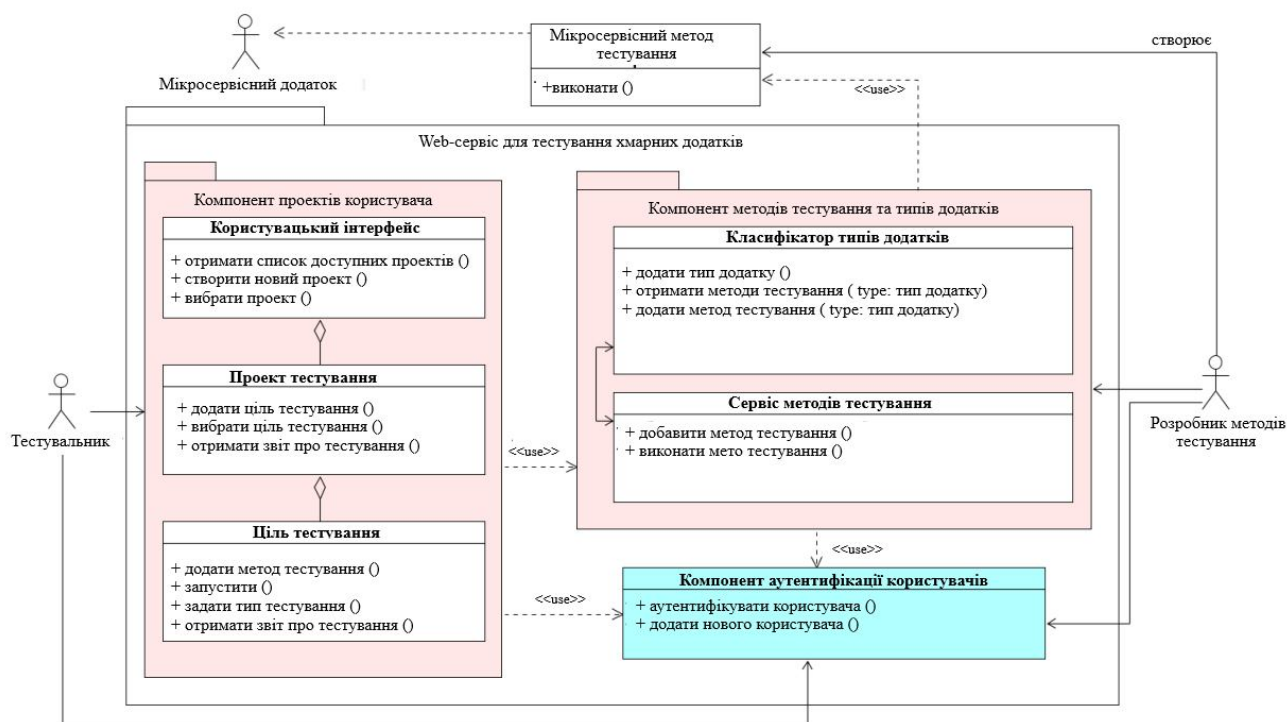 Мікросервісний метод
тестування
+виконати ()
створює
<<use>>
Мікросервісний додаток
Web-сервіс для тестування хмарних додатків
Компонент проектів користувача
Користувацький інтерфейс
+ отримати список доступних проектів ()
+ створити новий проект ()
+ вибрати проект ()
Проект тестування
+ додати ціль тестування ()
+ вибрати ціль тестування ()
+ отримати звіт про тестування ()
Ціль тестування
+ додати метод тестування ()
+ запустити ()
+ задати тип тестування ()
+ отримати звіт про тестування ()
Тестувальник
<<use>>
<<use>>
Компонент методів тестування та типів додатків
Класифікатор типів додатків
+ додати тип додатку ()
+ отримати методи тестування ( type: тип додатку)
+ додати метод тестування ( type: тип додатку)
Сервіс методів тестування
+ добавити метод тестування ()
+ виконати мето тестування ()
<<use>>
Компонент аутентифікації користувачів
+ аутентифікувати користувача ()
+ додати нового користувача ()
Розробник методів
тестування